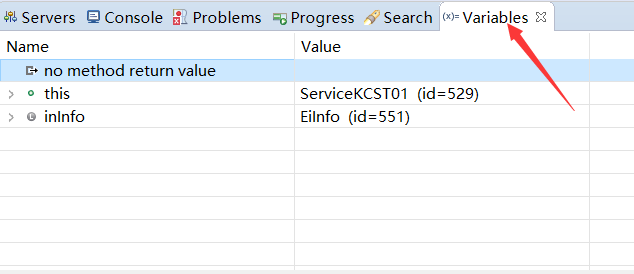 Servers Console Problems Progress Search (x)= Variables
Name Value
no method return value
this ServiceKCST01 (id=529)
inInfo EiInfo (id=551)